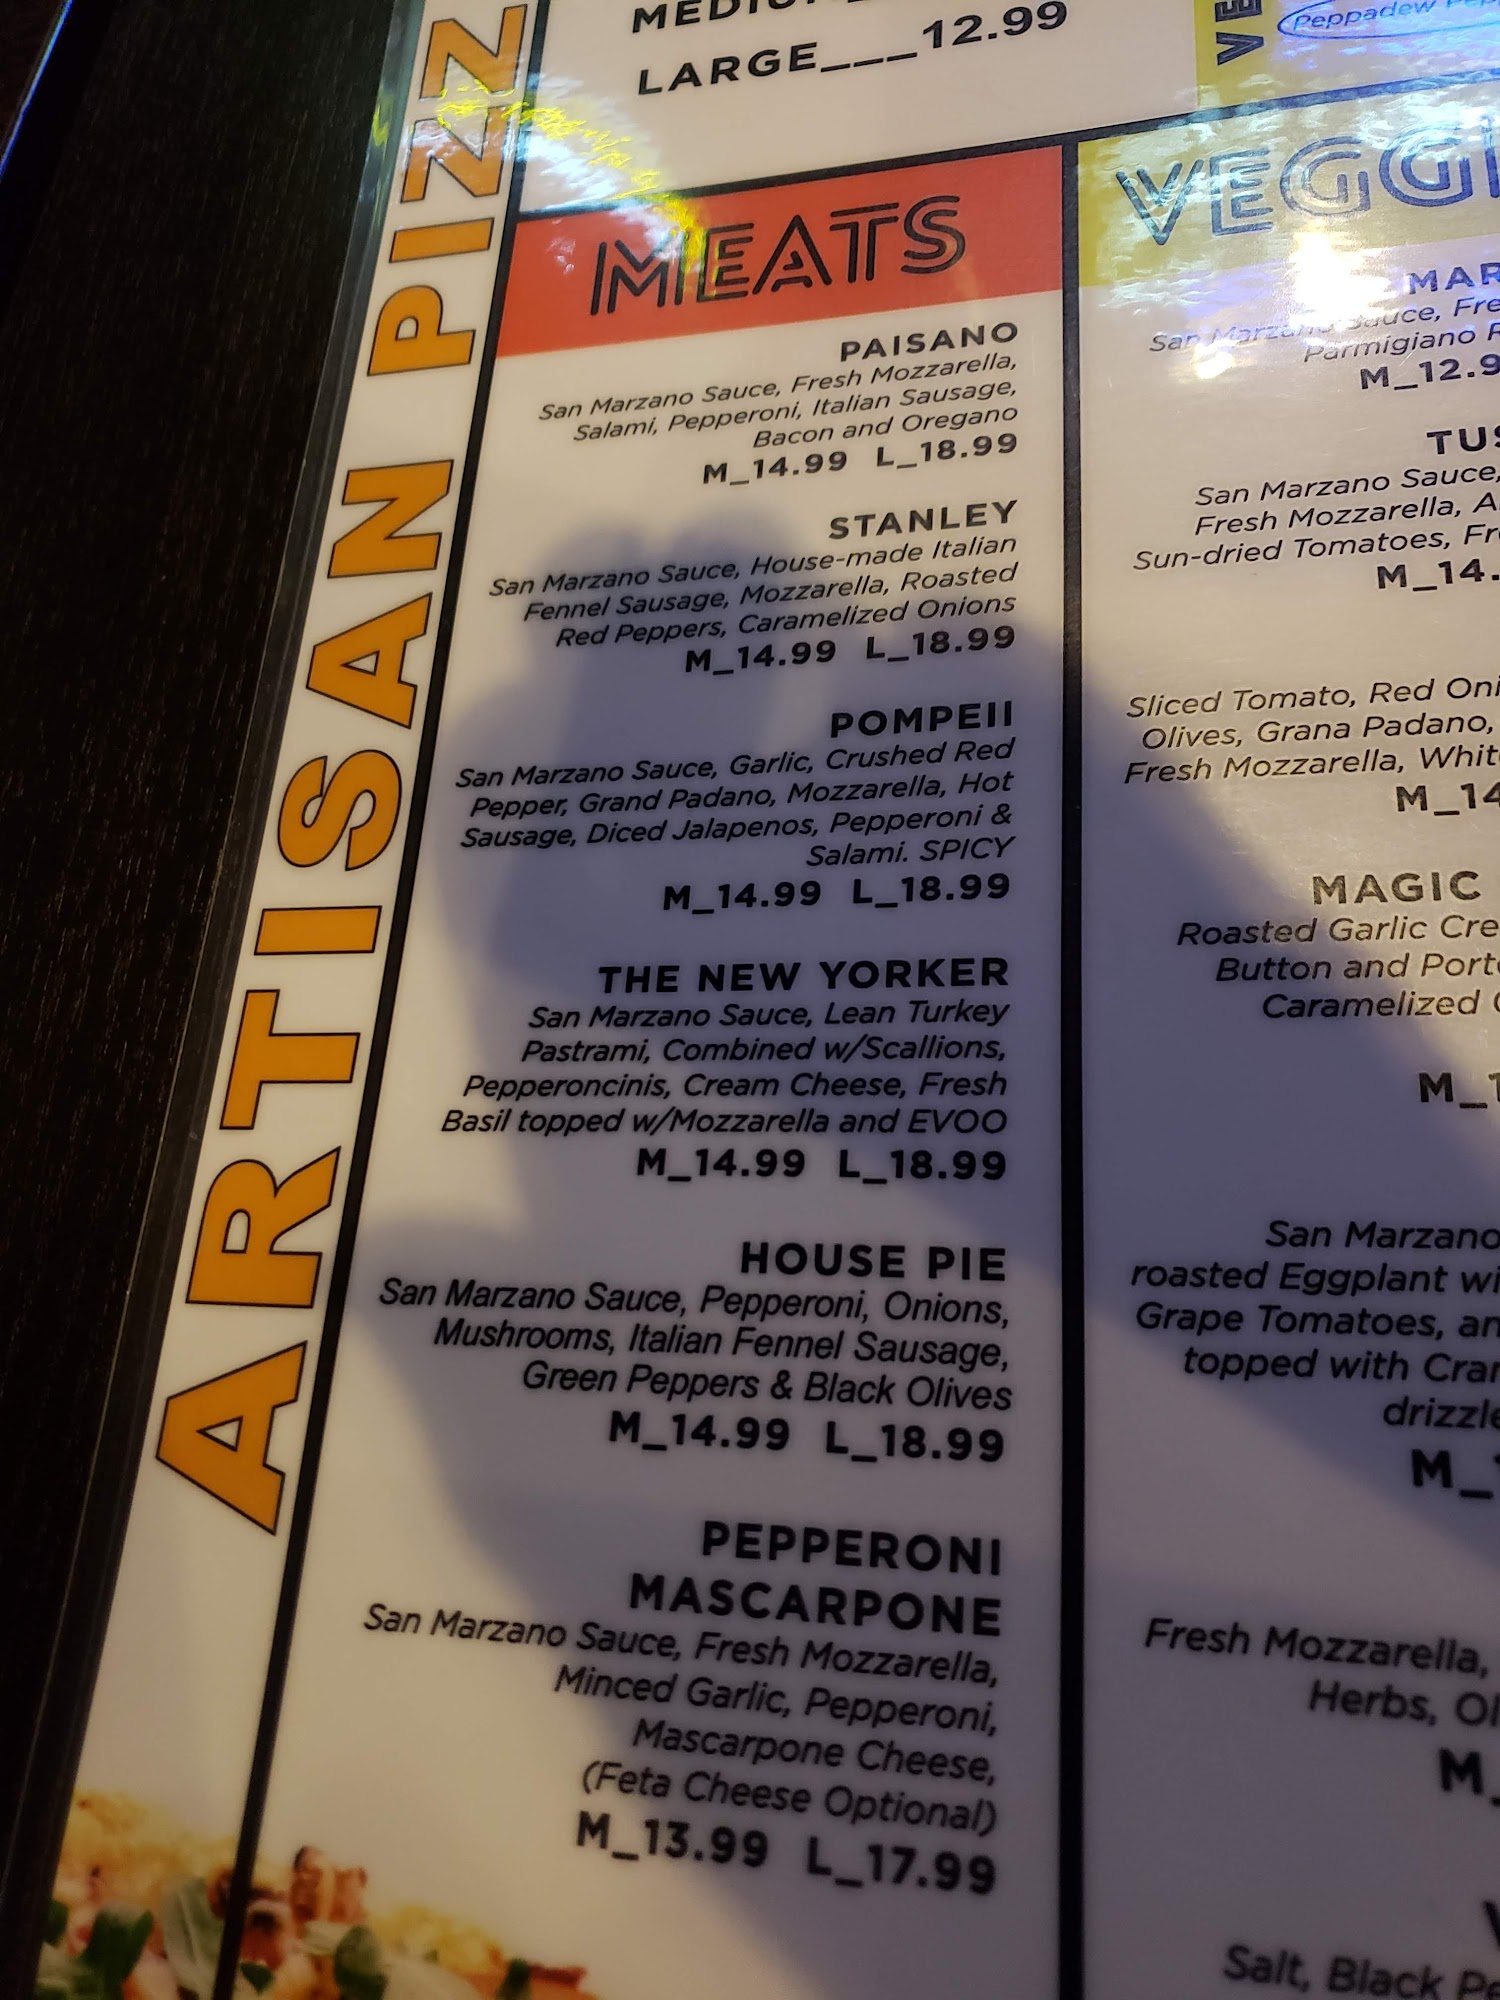 ARTISAN
LARGE___12.99
MEATS
PAISANO
San Marzano Sauce, Fresh Mozzarella,
Salami, Pepperoni, Italian Sausage,
Bacon and Oregano
M_14.99 L_18.99
STANLEY
San Marzano Sauce, House-made Italian
Fennel Sausage, Mozzarella, Roasted
Red Peppers, Caramelized Onions
M_14.99 L_18.99
POMPEII
San Marzano Sauce, Garlic, Crushed Red
Pepper, Grand Padano, Mozzarella, Hot
Sausage, Diced Jalapenos, Pepperoni &
Salami. SPICY
M_14.99 L_18.99
THE NEW YORKER
San Marzano Sauce, Lean Turkey
Pastrami, Combined w/Scallions,
Pepperoncinis, Cream Cheese, Fresh
Basil topped w/Mozzarella and EVOO
M_14.99 L_18.99
HOUSE PIE
San Marzano Sauce, Pepperoni, Onions,
Mushrooms, Italian Fennel Sausage,
Green Peppers & Black Olives
M_14.99 L_18.99
PEPPERONI
MASCARPONE
San Marzano Sauce, Fresh Mozzarella,
Minced Garlic, Pepperoni,
Mascarpone Cheese,
(Feta Cheese Optional)
M_13.99 L_17.99
Peppadew
San Marzano Sauce,
Parmigiano
San Marzano Sauce,
Fresh Mozzarella,
Sun-dried Tomatoes,
Sliced Tomato, Red
Olives, Grana Padano,
Fresh Mozzarella,
MAGIC
Roasted Garlic
Button and
Caramelized
San Marzano
roasted Eggplant
Grape Tomatoes,
topped with
Fresh Mozzarella,
Herbs,
Salt, Black